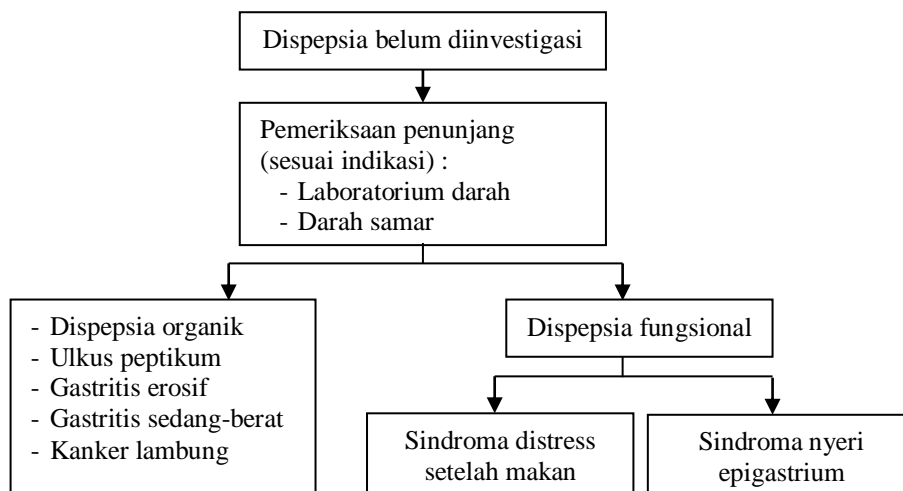 Dispepsia belum diinvestigasi
Pemeriksaan penunjang
(sesuai indikasi) :
- Laboratorium darah
- Darah samar
- Dispepsia organik
- Ulkus peptikum
- Gastritis erosif
- Gastritis sedang-berat
- Kanker lambung
Dispepsia fungsional
Sindroma distress
setelah makan
Sindroma nyeri
epigastrium